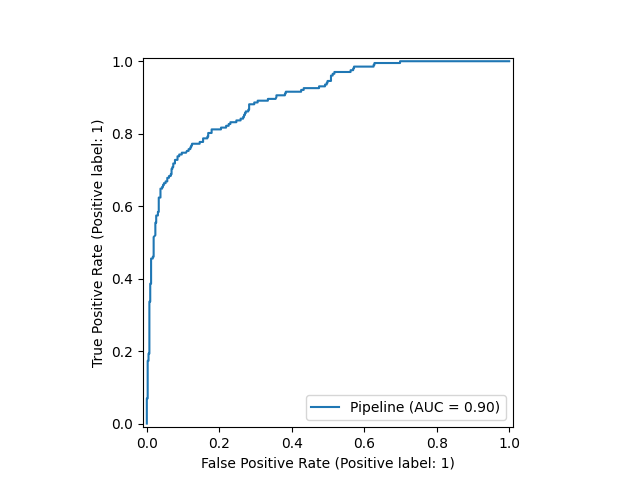 1.0
0.8
0.6
0.4
0.2
0.0
True Positive Rate (Positive label: 1)
Pipeline (AUC = 0.90)
0.0 0.2 0.4 0.6 0.8 1.0
False Positive Rate (Positive label: 1)